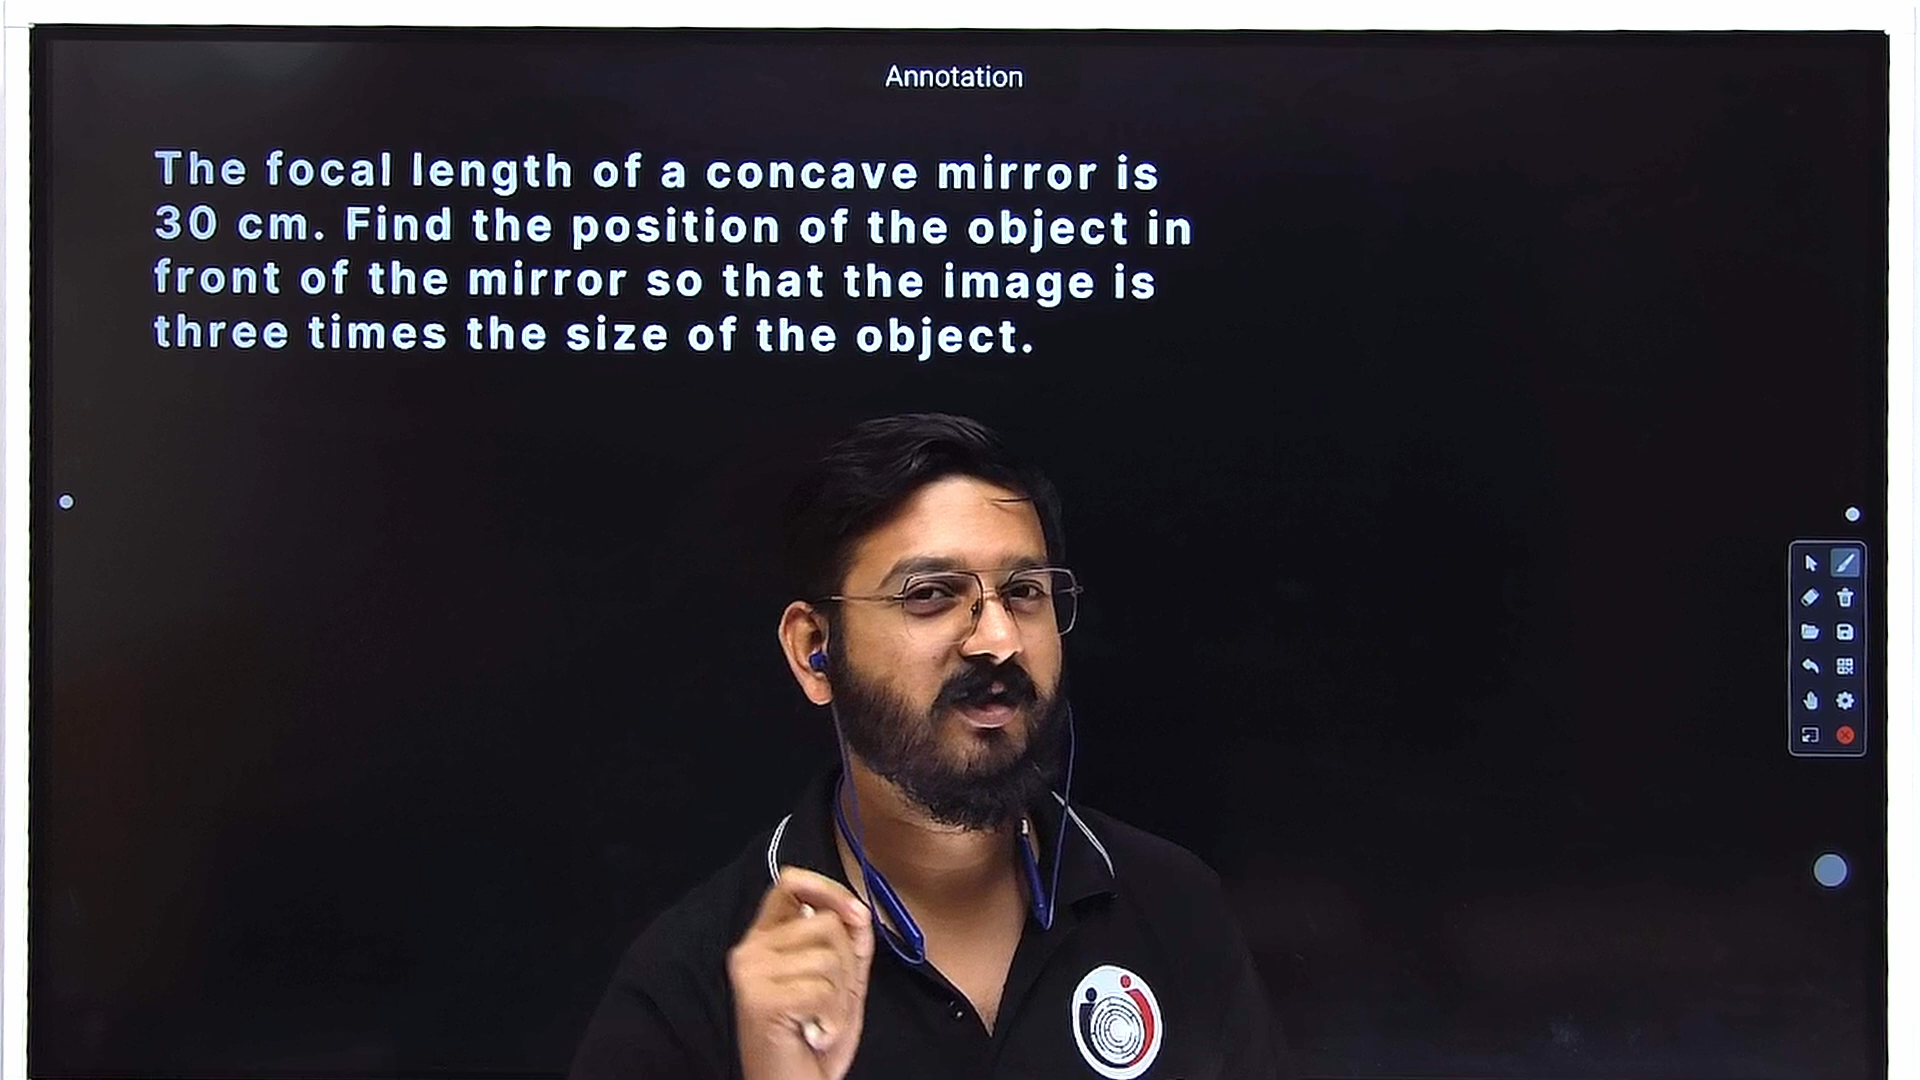 Annotation
The focal length of a concave mirror is
30 cm. Find the position of the object in
front of the mirror so that the image is
three times the size of the object.